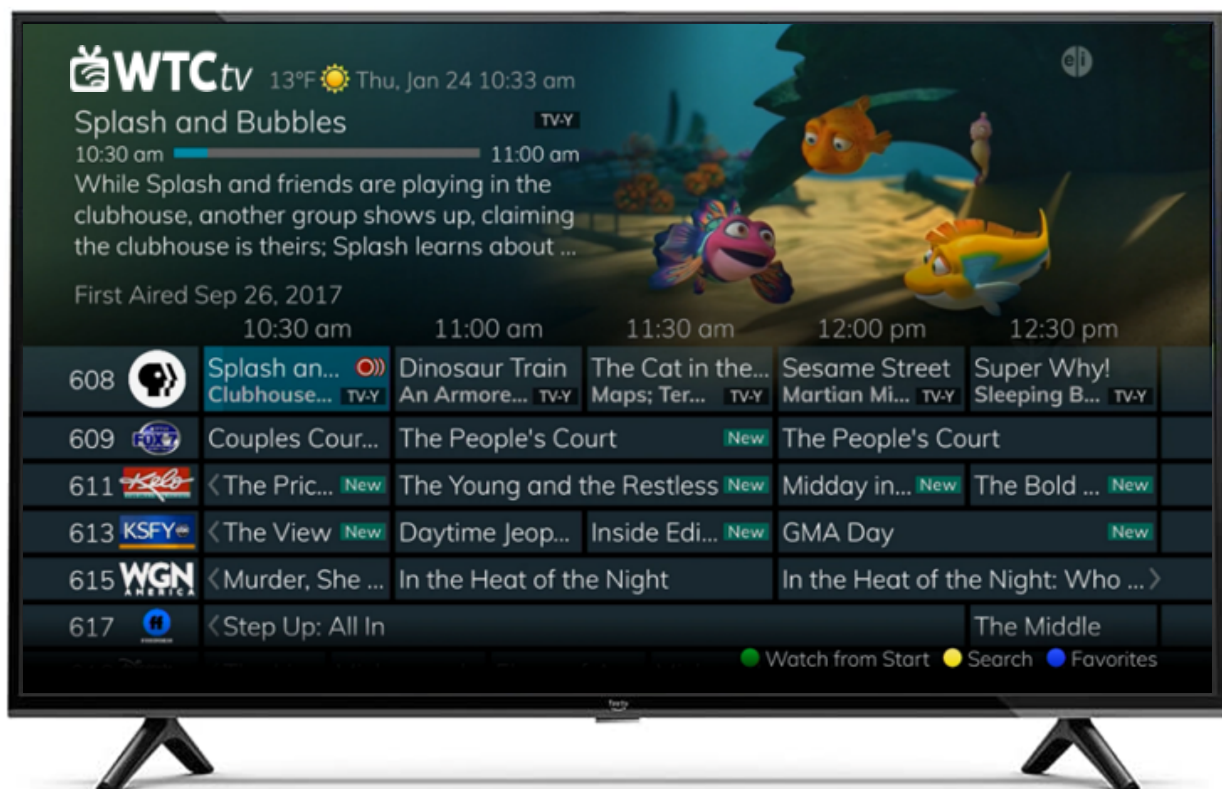 WTCtv 13°F Thu, Jan 24 10:33 am
e i
Splash and Bubbles TV-Y
10:30 am 11:00 am
While Splash and friends are playing in the
clubhouse, another group shows up, claiming
the clubhouse is theirs; Splash learns about ...
First Aired Sep 26, 2017
10:30 am 11:00 am 11:30 am 12:00 pm 12:30 pm
608 Splash an... Dinosaur Train The Cat in the... Sesame Street Super Why!
Clubhouse... TV-Y An Armore... TV-Y Maps; Ter... TV-Y Martian Mi... TV-Y Sleeping B... TV-Y
609 FOX 7 Couples Cour... The People's Court New The People's Court
611 Kelo <The Pric... New The Young and the Restless New Midday in... New The Bold ... New
613 KSFY <The View New Daytime Jeop... Inside Edi... New GMA Day New
615 WGN AMERICA <Murder, She ... In the Heat of the Night In the Heat of the Night: Who ...>
617 ff <Step Up: All In The Middle
Watch from Start Search Favorites
firetv